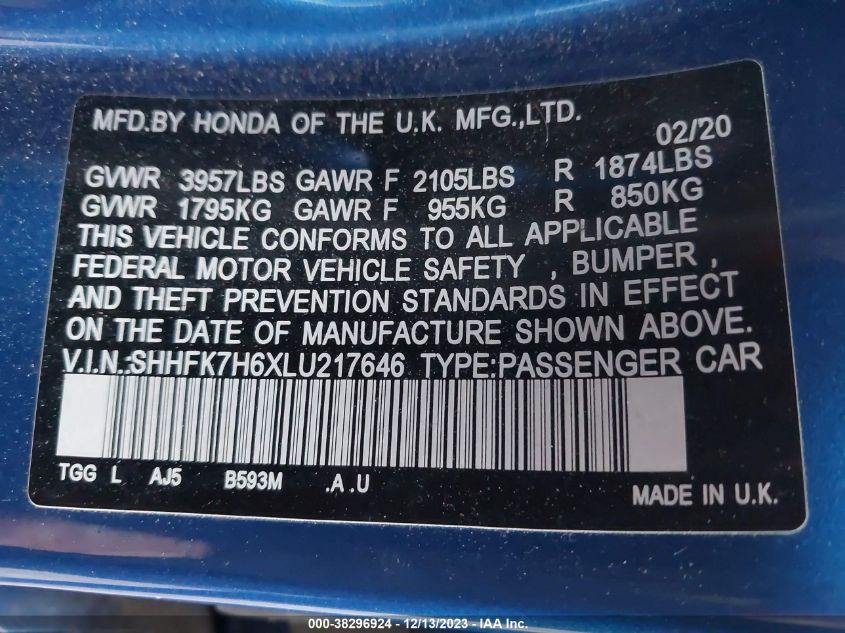 MFD.BY HONDA OF THE U.K. MFG.,LTD.
02/20
GVWR 3957LBS GAWR F 2105LBS R 1874LBS
GVWR 1795KG GAWR F 955KG R 850KG
THIS VEHICLE CONFORMS TO ALL APPLICABLE
FEDERAL MOTOR VEHICLE SAFETY , BUMPER ,
AND THEFT PREVENTION STANDARDS IN EFFECT
ON THE DATE OF MANUFACTURE SHOWN ABOVE.
V.I.N.:SHHFK7H6XLU217646 TYPE:PASSENGER CAR
TGG L AJ5 B593M .A .U
MADE IN U.K.
000-38296924 - 12/13/2023 - IAA Inc.